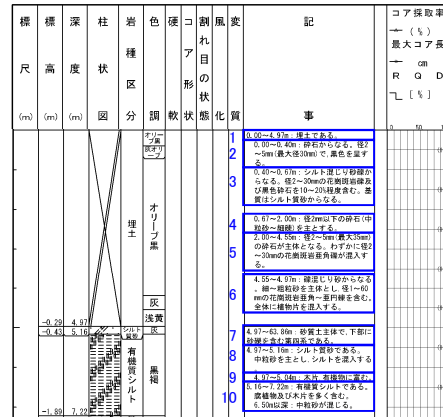 標尺 (m)
標高 (m)
深度 (m)
柱状図
岩種区分
色調
硬軟
コア形状
割れ目の状態
風化
変質
記事
コア採取率
(%)
最大コア長
cm
R Q D
[%]
オリーブ黒
灰オリーブ
オリーブ黒
灰
浅黄
灰
黒褐
埋土
シルト質砂
有機質シルト
-0.29 4.97
-0.43 5.16
-1.89 7.22
1
2
3
4
5
6
7
8
9
10
0.00~4.97m:埋土である。
0.00~0.40m:砕石からなる。径2
~5mm(最大径30mm)で、黒色を呈す
る。
0.40~0.67m:シルト混じり砂礫か
らなる。径2~30mmの花崗斑岩礫及
び黒色砕石を10~20%程度含む。基
質はシルト質砂からなる。
0.67~2.00m:径2mm以下の砕石(中
粒砂~細礫)を主とする。
2.00~4.55m:径2~5mm(最大35mm)
の砕石が主体となる。わずかに径2
~30mmの花崗斑岩亜角礫が混入す
る。
4.55~4.97m:礫混じり砂からなる
。細~粗粒砂を主体とし、径1~60
mmの花崗斑岩亜角~亜円礫を含む。
全体に植物片を混入する。
4.97~63.86m:砂質土主体で、下部に
砂礫を含む第四系である。
4.97~5.16m:シルト質砂である。
中粒砂を主とし、シルトを混入する
。
4.97~5.04m:木片、有機物に富む。
5.16~7.22m:有機質シルトである。
腐植物及び木片を多く含む。
6.50m以深:中粒砂が混じる。